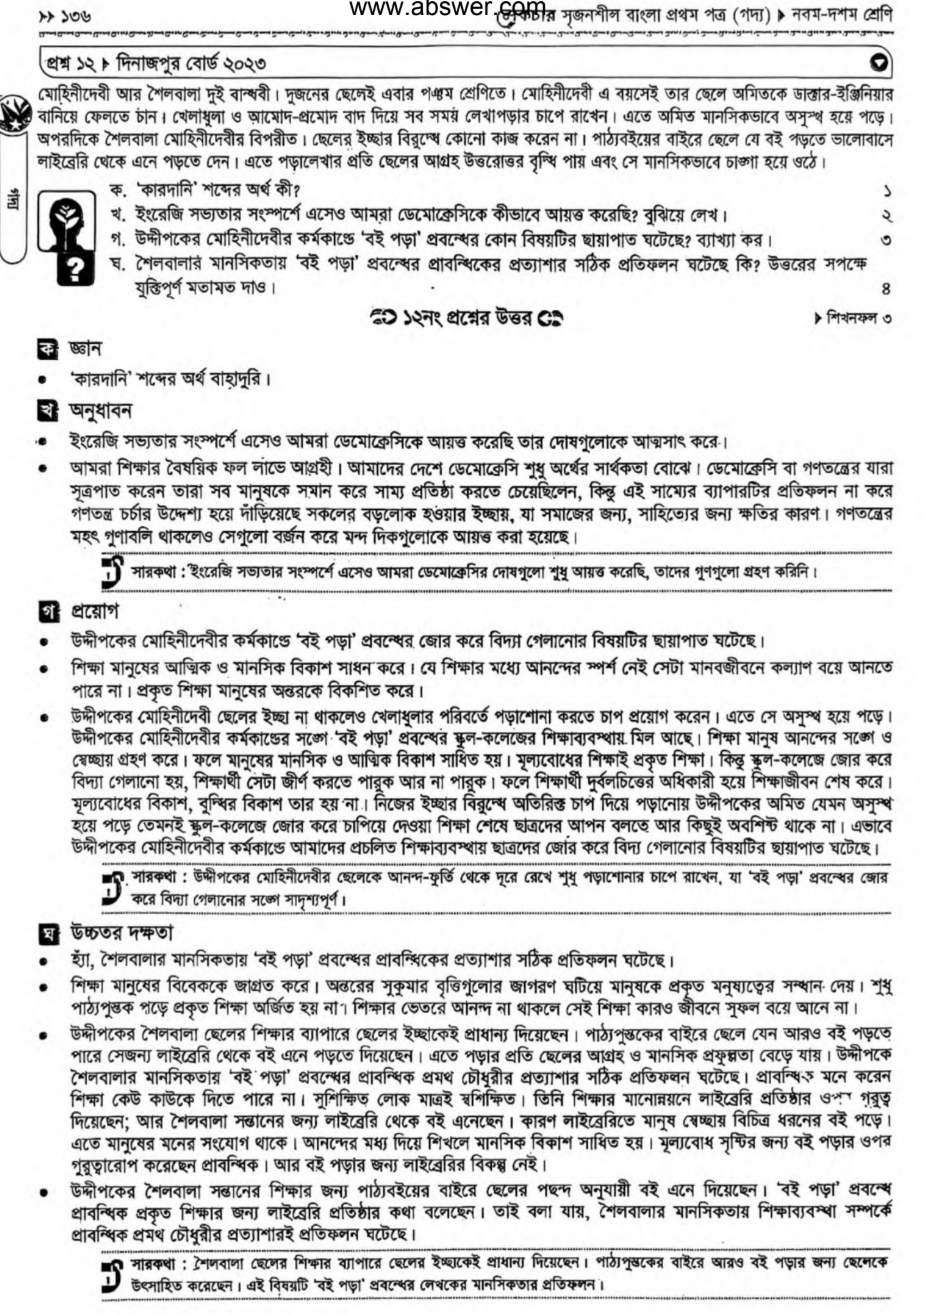 www.abswer.com
>> ১৩৬
লেকচার সৃজনশীল বাংলা প্রথম পত্র (গদ্য) ▶ নবম-দশম শ্রেণি
প্রশ্ন ১২ ▶ দিনাজপুর বোর্ড ২০২৩
মোহিনীদেবী আর শৈলবালা দুই বান্ধবী। দুজনের ছেলেই এবার পঞ্চম শ্রেণিতে। মোহিনীদেবী এ বয়সেই তার ছেলে অমিতকে ডাক্তার-ইঞ্জিনিয়ার
বানিয়ে ফেলতে চান। খেলাধুলা ও আমোদ-প্রমোদ বাদ দিয়ে সব সময় লেখাপড়ার চাপে রাখেন। এতে অমিত মানসিকভাবে অসুস্থ হয়ে পড়ে।
অপরদিকে শৈলবালা মোহিনীদেবীর বিপরীত। ছেলের ইচ্ছার বিরুদ্ধে কোনো কাজ করেন না। পাঠ্যবইয়ের বাইরে ছেলে যে বই পড়তে ভালোবাসে
লাইব্রেরি থেকে এনে পড়তে দেন। এতে পড়ালেখার প্রতি ছেলের আগ্রহ উত্তরোত্তর বৃদ্ধি পায় এবং সে মানসিকভাবে চাঙ্গা হয়ে ওঠে।
গদ্য
ক. 'কারদানি' শব্দের অর্থ কী? ১
খ. ইংরেজি সভ্যতার সংস্পর্শে এসেও আমরা ডেমোক্রেসিকে কীভাবে আয়ত্ত করেছি? বুঝিয়ে লেখ। ২
গ. উদ্দীপকের মোহিনীদেবীর কর্মকাণ্ডে 'বই পড়া' প্রবন্ধের কোন বিষয়টির ছায়াপাত ঘটেছে? ব্যাখ্যা কর। ৩
ঘ. শৈলবালার মানসিকতায় 'বই পড়া' প্রবন্ধের প্রাবন্ধিকের প্রত্যাশার সঠিক প্রতিফলন ঘটেছে কি? উত্তরের সপক্ষে
যুক্তিপূর্ণ মতামত দাও। ৪
১২নং প্রশ্নের উত্তর
▶ শিখনফল ৩
ক জ্ঞান
• 'কারদানি' শব্দের অর্থ বাহাদুরি।
খ অনুধাবন
• ইংরেজি সভ্যতার সংস্পর্শে এসেও আমরা ডেমোক্রেসিকে আয়ত্ত করেছি তার দোষগুলোকে আত্মসাৎ করে।
• আমরা শিক্ষার বৈষয়িক ফল লাভে আগ্রহী। আমাদের দেশে ডেমোক্রেসি শুধু অর্থের সার্থকতা বোঝে। ডেমোক্রেসি বা গণতন্ত্রের যারা
সূত্রপাত করেন তারা সব মানুষকে সমান করে সাম্য প্রতিষ্ঠা করতে চেয়েছিলেন, কিন্তু এই সাম্যের ব্যাপারটির প্রতিফলন না করে
গণতন্ত্র চর্চার উদ্দেশ্য হয়ে দাঁড়িয়েছে সকলের বড়লোক হওয়ার ইচ্ছায়, যা সমাজের জন্য, সাহিত্যের জন্য ক্ষতির কারণ। গণতন্ত্রের
মহৎ গুণাবলি থাকলেও সেগুলো বর্জন করে মন্দ দিকগুলোকে আয়ত্ত করা হয়েছে।
সারকথা : ইংরেজি সভ্যতার সংস্পর্শে এসেও আমরা ডেমোক্রেসির দোষগুলো শুধু আয়ত্ত করেছি, তাদের গুণগুলো গ্রহণ করিনি।
গ প্রয়োগ
• উদ্দীপকের মোহিনীদেবীর কর্মকাণ্ডে 'বই পড়া' প্রবন্ধের জোর করে বিদ্যা গেলানোর বিষয়টির ছায়াপাত ঘটেছে।
• শিক্ষা মানুষের আত্মিক ও মানসিক বিকাশ সাধন করে। যে শিক্ষার মধ্যে আনন্দের স্পর্শ নেই সেটা মানবজীবনে কল্যাণ বয়ে আনতে
পারে না। প্রকৃত শিক্ষা মানুষের অন্তরকে বিকশিত করে।
• উদ্দীপকের মোহিনীদেবী ছেলের ইচ্ছা না থাকলেও খেলাধুলার পরিবর্তে পড়াশোনা করতে চাপ প্রয়োগ করেন। এতে সে অসুস্থ হয়ে পড়ে।
উদ্দীপকের মোহিনীদেবীর কর্মকাণ্ডের সঙ্গে 'বই পড়া' প্রবন্ধের স্কুল-কলেজের শিক্ষাব্যবস্থায় মিল আছে। শিক্ষা মানুষ আনন্দের সঙ্গে ও
স্বেচ্ছায় গ্রহণ করে। ফলে মানুষের মানসিক ও আত্মিক বিকাশ সাধিত হয়। মূল্যবোধের শিক্ষাই প্রকৃত শিক্ষা। কিন্তু স্কুল-কলেজে জোর করে
বিদ্যা গেলানো হয়, শিক্ষার্থী সেটা জীর্ণ করতে পারুক আর না পারুক। ফলে শিক্ষার্থী দুর্বলচিত্তের অধিকারী হয়ে শিক্ষাজীবন শেষ করে।
মূল্যবোধের বিকাশ, বুদ্ধির বিকাশ তার হয় না। নিজের ইচ্ছার বিরুদ্ধে অতিরিক্ত চাপ দিয়ে পড়ানোয় উদ্দীপকের অমিত যেমন অসুস্থ
হয়ে পড়ে তেমনই স্কুল-কলেজে জোর করে চাপিয়ে দেওয়া শিক্ষা শেষে ছাত্রদের আপন বলতে আর কিছুই অবশিষ্ট থাকে না। এভাবে
উদ্দীপকের মোহিনীদেবীর কর্মকাণ্ডে আমাদের প্রচলিত শিক্ষাব্যবস্থায় ছাত্রদের জোর করে বিদ্য গেলানোর বিষয়টির ছায়াপাত ঘটেছে।
সারকথা : উদ্দীপকের মোহিনীদেবীর ছেলেকে আনন্দ-ফুর্তি থেকে দূরে রেখে শুধু পড়াশোনার চাপে রাখেন, যা 'বই পড়া' প্রবন্ধের জোর
করে বিদ্যা গেলানোর সঙ্গে সাদৃশ্যপূর্ণ।
ঘ উচ্চতর দক্ষতা
• হ্যাঁ, শৈলবালার মানসিকতায় 'বই পড়া' প্রবন্ধের প্রাবন্ধিকের প্রত্যাশার সঠিক প্রতিফলন ঘটেছে।
• শিক্ষা মানুষের বিবেককে জাগ্রত করে। অন্তরের সুকুমার বৃত্তিগুলোর জাগরণ ঘটিয়ে মানুষকে প্রকৃত মনুষ্যত্বের সন্ধান দেয়। শুধু
পাঠ্যপুস্তক পড়ে প্রকৃত শিক্ষা অর্জিত হয় না। শিক্ষার ভেতরে আনন্দ না থাকলে সেই শিক্ষা কারও জীবনে সুফল বয়ে আনে না।
• উদ্দীপকের শৈলবালা ছেলের শিক্ষার ব্যাপারে ছেলের ইচ্ছাকেই প্রাধান্য দিয়েছেন। পাঠ্যপুস্তকের বাইরে ছেলে যেন আরও বই পড়তে
পারে সেজন্য লাইব্রেরি থেকে বই এনে পড়তে দিয়েছেন। এতে পড়ার প্রতি ছেলের আগ্রহ ও মানসিক প্রফুল্লতা বেড়ে যায়। উদ্দীপকে
শৈলবালার মানসিকতায় 'বই পড়া' প্রবন্ধের প্রাবন্ধিক প্রমথ চৌধুরীর প্রত্যাশার সঠিক প্রতিফলন ঘটেছে। প্রাবন্ধিক মনে করেন
শিক্ষা কেউ কাউকে দিতে পারে না। সুশিক্ষিত লোক মাত্রই স্বশিক্ষিত। তিনি শিক্ষার মানোন্নয়নে লাইব্রেরি প্রতিষ্ঠার ওপর গুরুত্ব
দিয়েছেন; আর শৈলবালা সন্তানের জন্য লাইব্রেরি থেকে বই এনেছেন। কারণ লাইব্রেরিতে মানুষ স্বেচ্ছায় বিচিত্র ধরনের বই পড়ে।
এতে মানুষের মনের সংযোগ থাকে। আনন্দের মধ্য দিয়ে শিখলে মানসিক বিকাশ সাধিত হয়। মূল্যবোধ সৃষ্টির জন্য বই পড়ার ওপর
গুরুত্বারোপ করেছেন প্রাবন্ধিক। আর বই পড়ার জন্য লাইব্রেরির বিকল্প নেই।
• উদ্দীপকের শৈলবালা সন্তানের শিক্ষার জন্য পাঠ্যবইয়ের বাইরে ছেলের পছন্দ অনুযায়ী বই এনে দিয়েছেন। 'বই পড়া' প্রবন্ধে
প্রাবন্ধিক প্রকৃত শিক্ষার জন্য লাইব্রেরি প্রতিষ্ঠার কথা বলেছেন। তাই বলা যায়, শৈলবালার মানসিকতায় শিক্ষাব্যবস্থা সম্পর্কে
প্রাবন্ধিক প্রমথ চৌধুরীর প্রত্যাশারই প্রতিফলন ঘটেছে।
সারকথা : শৈলবালা ছেলের শিক্ষার ব্যাপারে ছেলের ইচ্ছাকেই প্রাধান্য দিয়েছেন। পাঠ্যপুস্তকের বাইরে আরও বই পড়ার জন্য ছেলেকে
উৎসাহিত করেছেন। এই বিষয়টি 'বই পড়া' প্রবন্ধের লেখকের মানসিকতার প্রতিফলন।